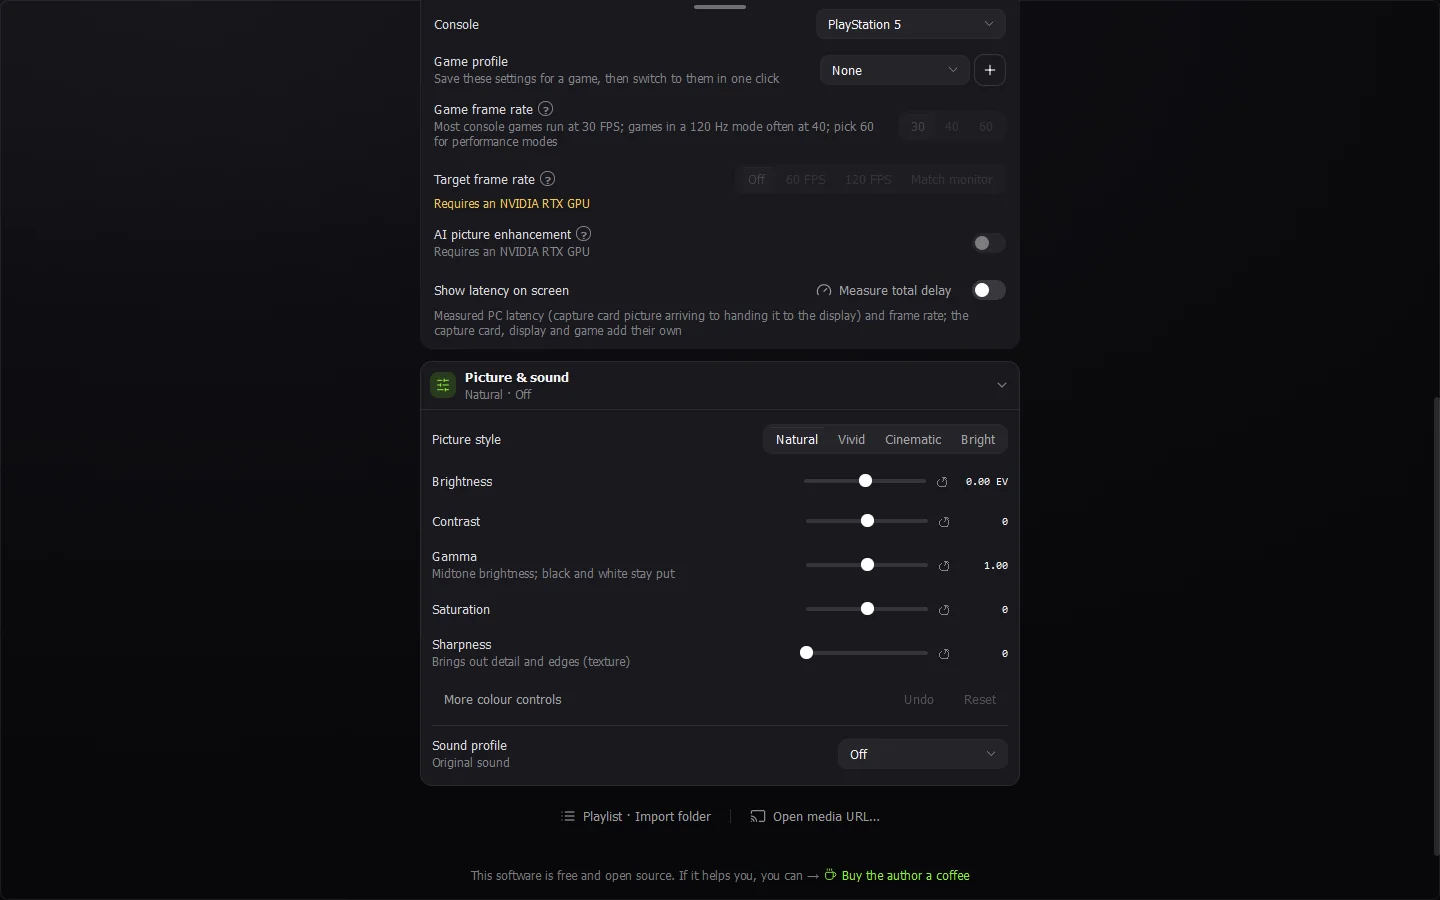 Console
PlayStation 5
Game profile
Save these settings for a game, then switch to them in one click
None
Game frame rate ?
Most console games run at 30 FPS; games in a 120 Hz mode often at 40; pick 60
for performance modes
30 40 60
Target frame rate ?
Off 60 FPS 120 FPS Match monitor
Requires an NVIDIA RTX GPU
AI picture enhancement ?
Requires an NVIDIA RTX GPU
Show latency on screen
Measure total delay
Measured PC latency (capture card picture arriving to handing it to the display) and frame rate; the
capture card, display and game add their own
Picture & sound
Natural · Off
Picture style
Natural Vivid Cinematic Bright
Brightness
0.00 EV
Contrast
0
Gamma
Midtone brightness; black and white stay put
1.00
Saturation
0
Sharpness
Brings out detail and edges (texture)
0
More colour controls
Undo Reset
Sound profile
Original sound
Off
Playlist · Import folder
Open media URL...
This software is free and open source. If it helps you, you can → Buy the author a coffee